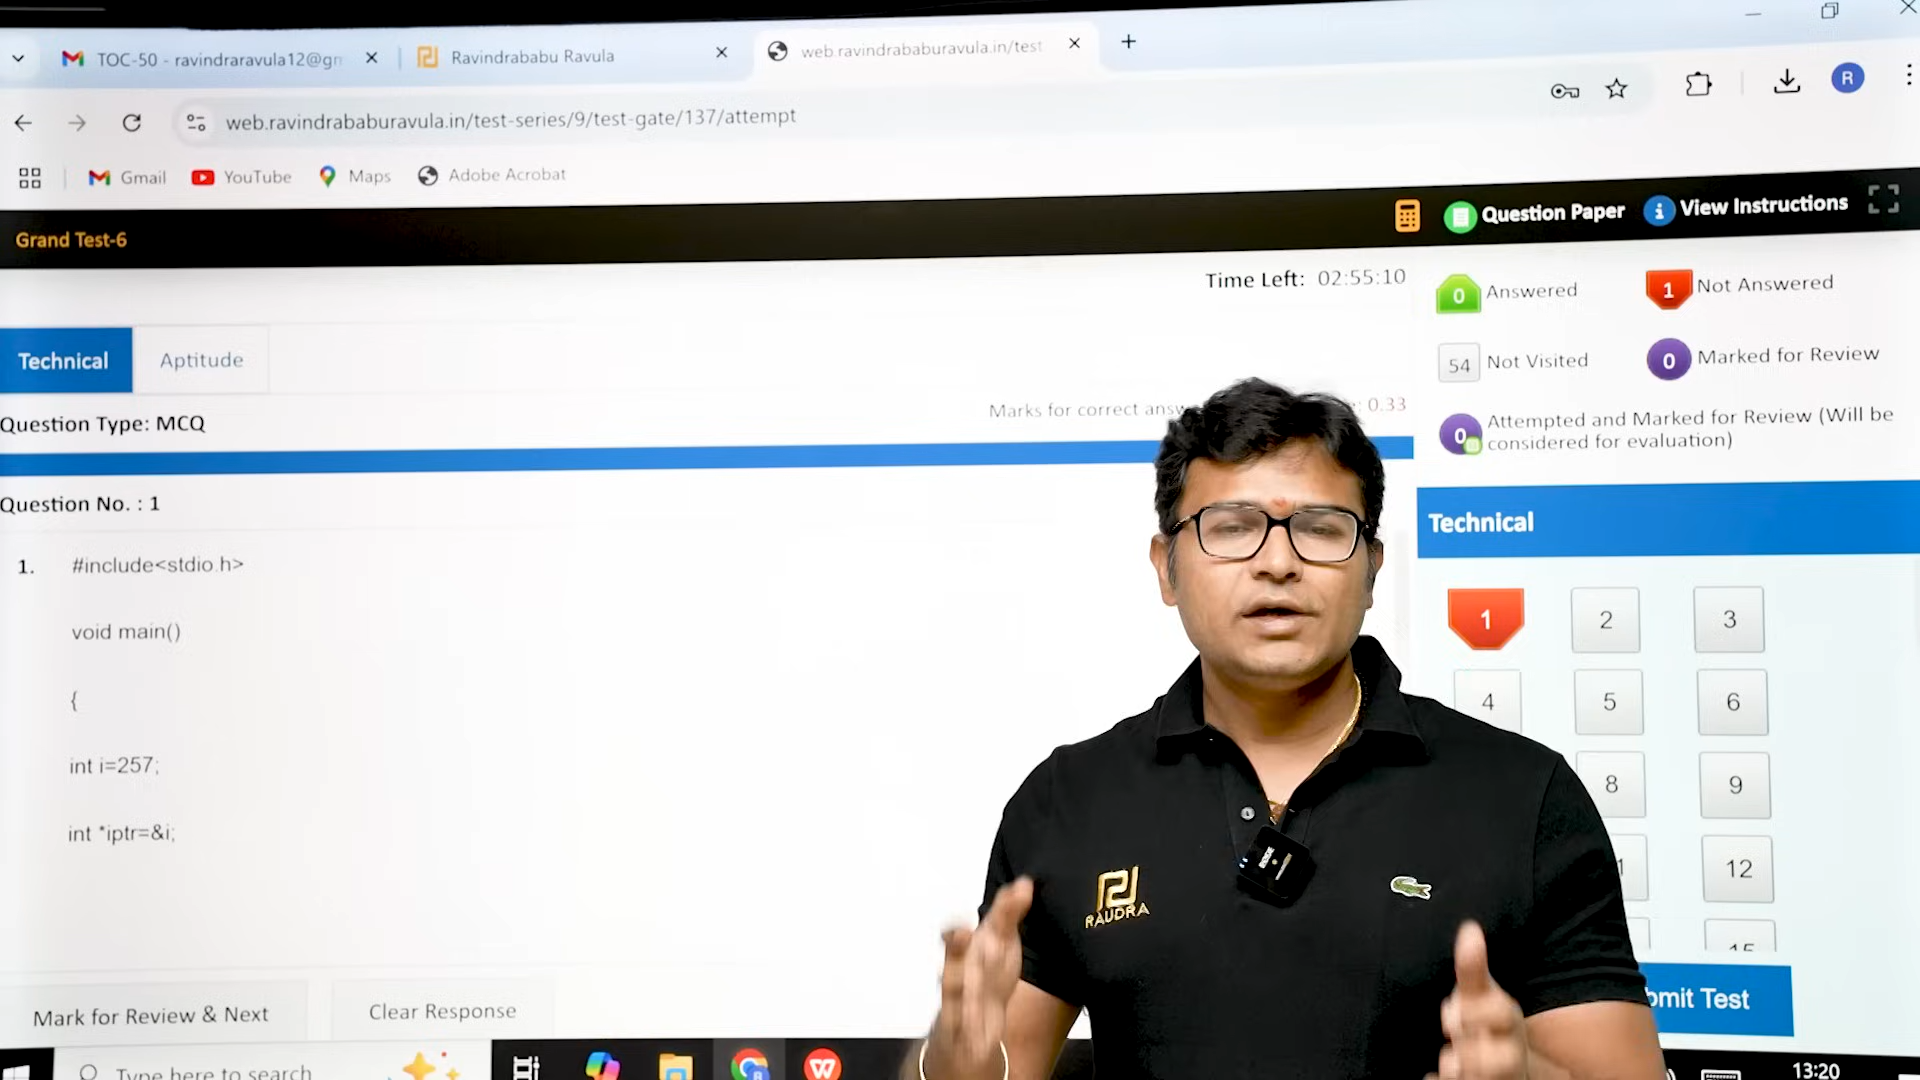 TOC-50 - ravindraravula12@gm
Ravindrababu Ravula
web.ravindrababuravula.in/test
web.ravindrababuravula.in/test-series/9/test-gate/137/attempt
R
Gmail
YouTube
Maps
Adobe Acrobat
Grand Test-6
Question Paper
View Instructions
Time Left: 02:55:10
0 Answered
1 Not Answered
Technical
Aptitude
54 Not Visited
0 Marked for Review
Question Type: MCQ
Marks for correct answ
: 0.33
0 Attempted and Marked for Review (Will be
considered for evaluation)
Question No. : 1
Technical
1. #include<stdio.h>
void main()
{
int i=257;
int *iptr=&i;
1 2 3
4 5 6
8 9
12
15
RAUDRA
Mark for Review & Next
Clear Response
bmit Test
Type here to search
13:20